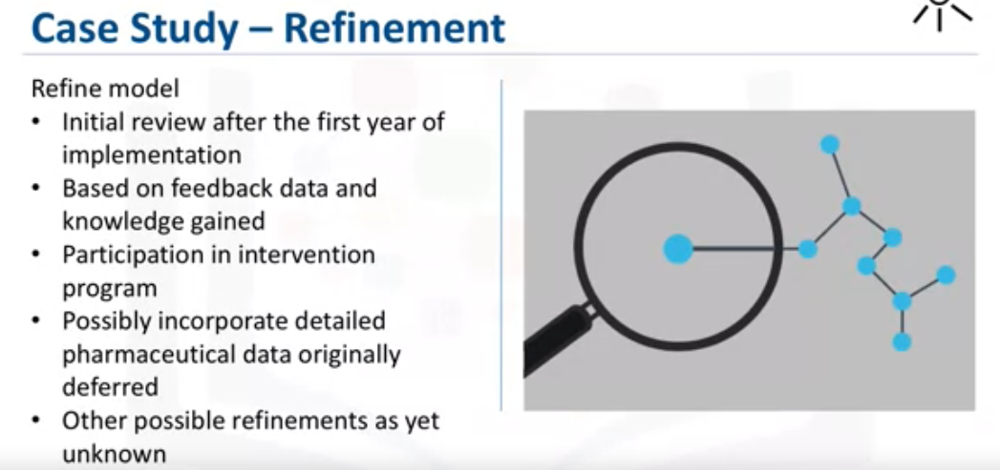 Case Study – Refinement
Refine model
• Initial review after the first year of
implementation
• Based on feedback data and
knowledge gained
• Participation in intervention
program
• Possibly incorporate detailed
pharmaceutical data originally
deferred
• Other possible refinements as yet
unknown